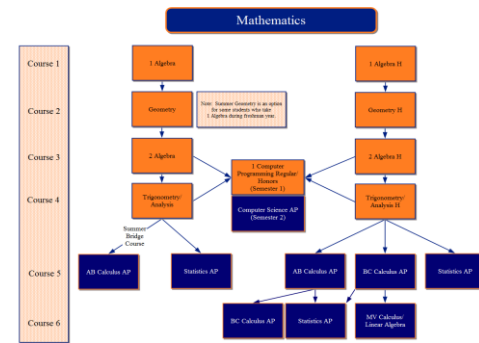 Mathematics
Course 1
1 Algebra
1 Algebra H
Course 2
Geometry
Note: Summer Geometry is an option
for some students who take
1 Algebra during freshman year.
Geometry H
Course 3
2 Algebra
1 Computer
Programming Regular/
Honors
(Semester 1)
2 Algebra H
Course 4
Trigonometry/
Analysis
Computer Science AP
(Semester 2)
Trigonometry/
Analysis H
Summer
Bridge
Course
Course 5
AB Calculus AP
Statistics AP
AB Calculus AP
BC Calculus AP
Statistics AP
Course 6
BC Calculus AP
Statistics AP
MV Calculus/
Linear Algebra